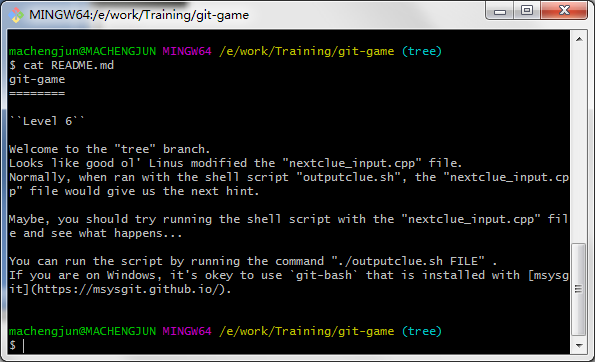 MINGW64:/e/work/Training/git-game
machengjun@MACHENGJUN MINGW64 /e/work/Training/git-game (tree)
$ cat README.md
git-game
========
``Level 6``
Welcome to the "tree" branch.
Looks like good ol' Linus modified the "nextclue_input.cpp" file.
Normally, when ran with the shell script "outputclue.sh", the "nextclue_input.cp
p" file would give us the next hint.
Maybe, you should try running the shell script with the "nextclue_input.cpp" fil
e and see what happens...
You can run the script by running the command "./outputclue.sh FILE" .
If you are on Windows, it's okey to use `git-bash` that is installed with [msysg
it](https://msysgit.github.io/).
machengjun@MACHENGJUN MINGW64 /e/work/Training/git-game (tree)
$